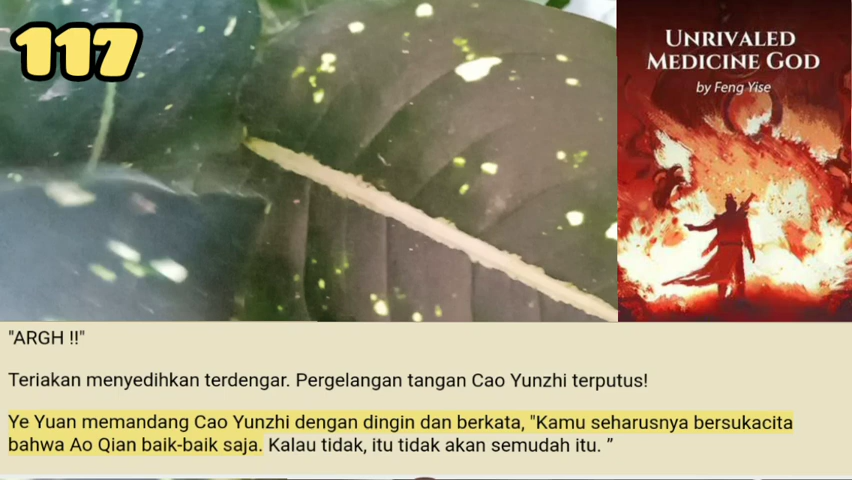 117
UNRIVALED
MEDICINE GOD
by Feng Yise
"ARGH !!"
Teriakan menyedihkan terdengar. Pergelangan tangan Cao Yunzhi terputus!
Ye Yuan memandang Cao Yunzhi dengan dingin dan berkata, "Kamu seharusnya bersukacita
bahwa Ao Qian baik-baik saja. Kalau tidak, itu tidak akan semudah itu. ”